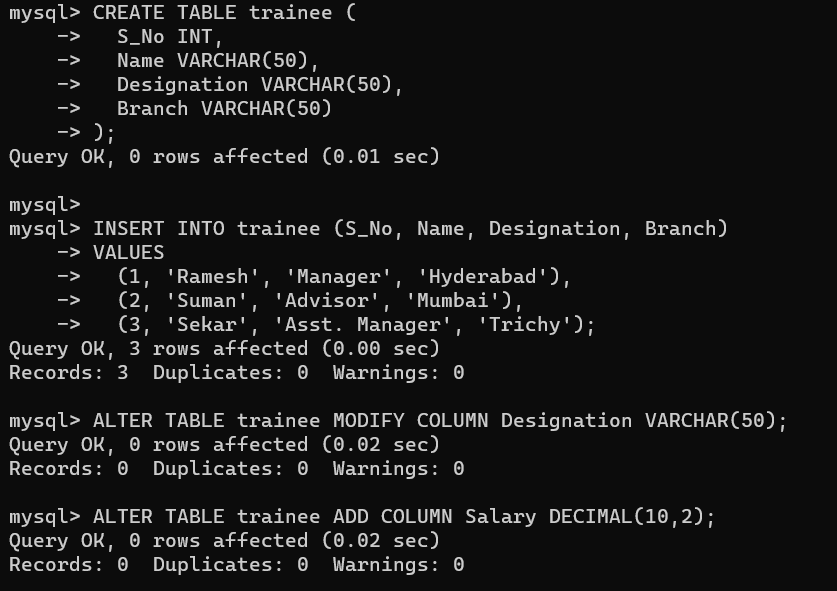 mysql> CREATE TABLE trainee (
    ->   S_No INT,
    ->   Name VARCHAR(50),
    ->   Designation VARCHAR(50),
    ->   Branch VARCHAR(50)
    -> );
Query OK, 0 rows affected (0.01 sec)

mysql>
mysql> INSERT INTO trainee (S_No, Name, Designation, Branch)
    -> VALUES
    ->   (1, 'Ramesh', 'Manager', 'Hyderabad'),
    ->   (2, 'Suman', 'Advisor', 'Mumbai'),
    ->   (3, 'Sekar', 'Asst. Manager', 'Trichy');
Query OK, 3 rows affected (0.00 sec)
Records: 3  Duplicates: 0  Warnings: 0

mysql> ALTER TABLE trainee MODIFY COLUMN Designation VARCHAR(50);
Query OK, 0 rows affected (0.02 sec)
Records: 0  Duplicates: 0  Warnings: 0

mysql> ALTER TABLE trainee ADD COLUMN Salary DECIMAL(10,2);
Query OK, 0 rows affected (0.02 sec)
Records: 0  Duplicates: 0  Warnings: 0